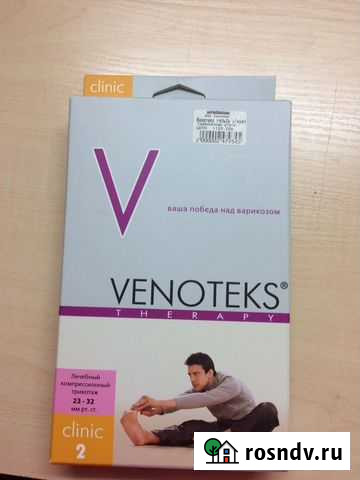 clinic
ваша победа над варикозом
V
VENOTEKS®
THERAPY
Лечебный
компрессионный
трикотаж
23 - 32
мм рт. ст.
clinic
2
rosndv.ru